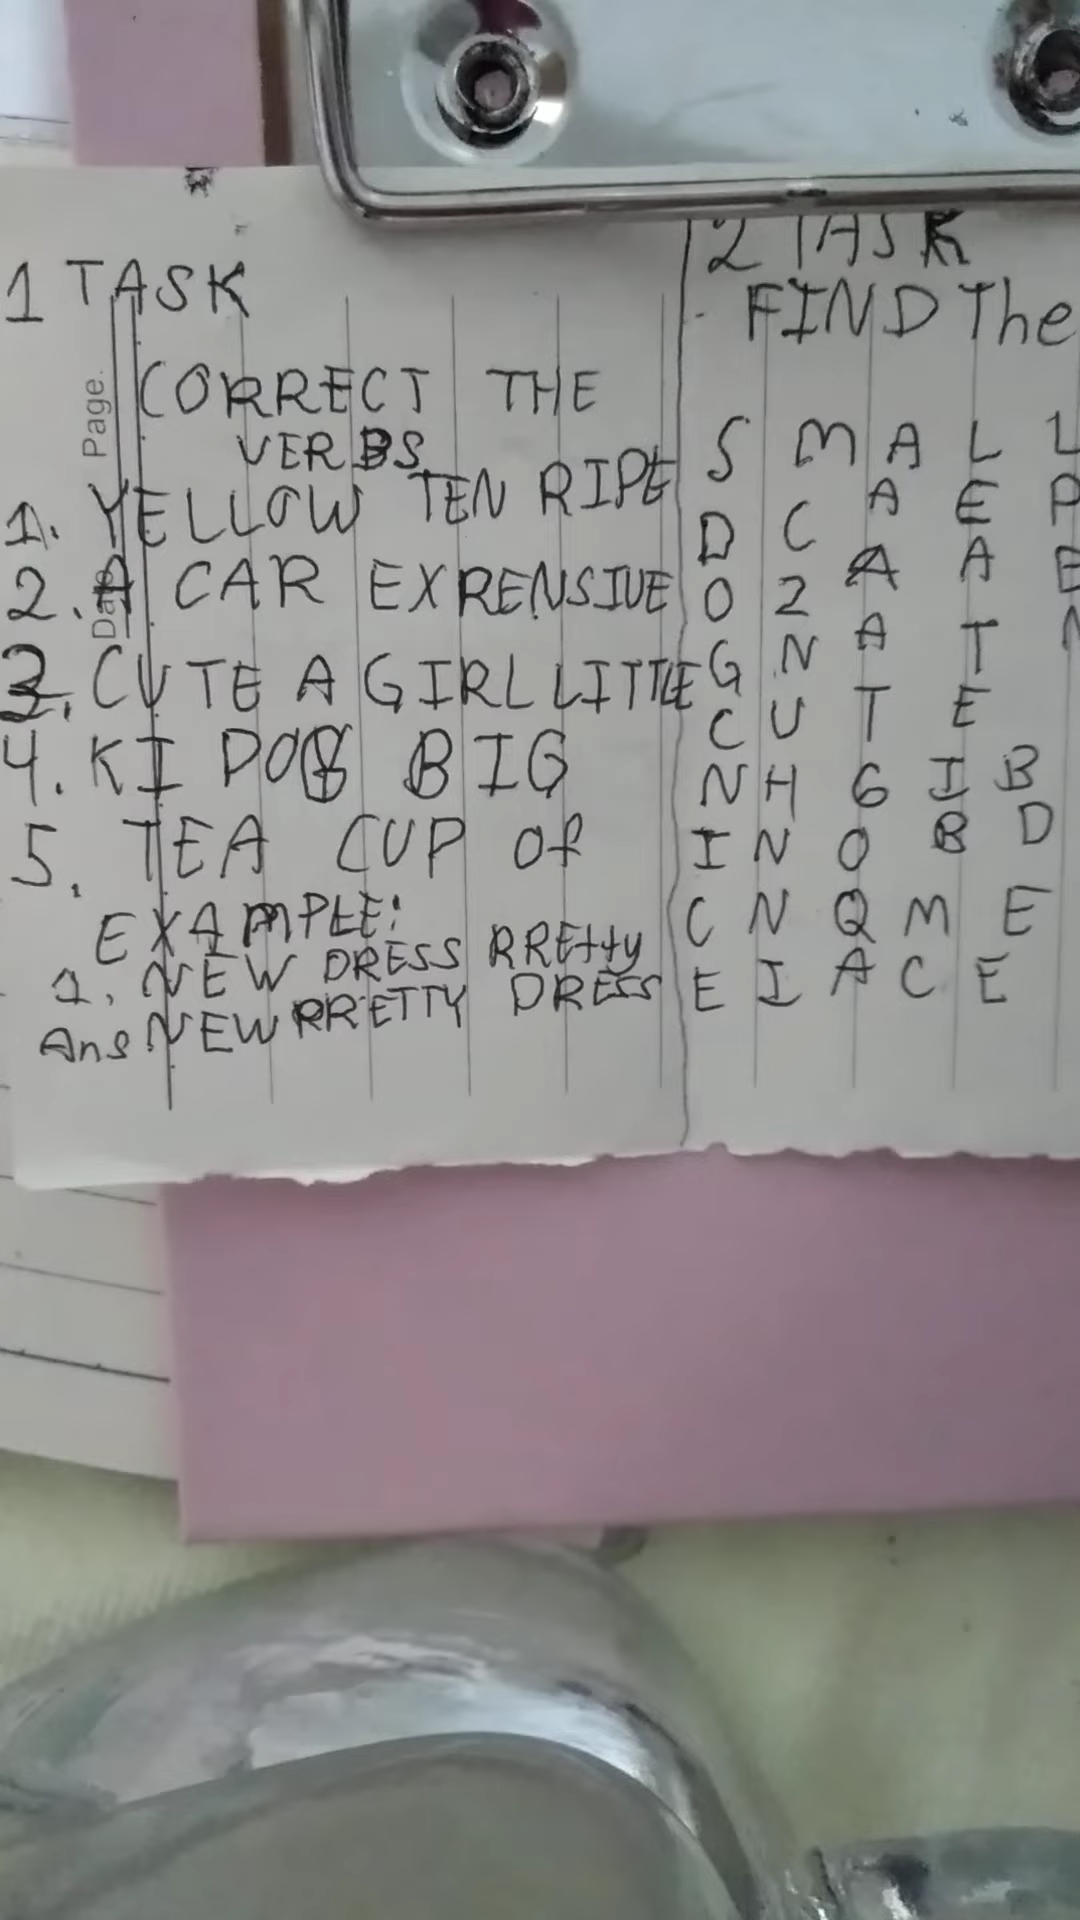 1 TASK
CORRECT THE
VERBS
1. YELLOW TEN RIPE
2. A CAR EXRENSIVE
3. CUTE A GIRL LITTLE
4. KI DOG BIG
5. TEA CUP Of
EXAMPLE:
1. NEW DRESS RREtty
Ans NEW RRETTY DRESS
Page.
2 TASK
FIND The
S M A L L
D C A E P
O Z A A E
G N A T N
C U T E
N H G I B
I N O B D
C N Q M E
E I A C E